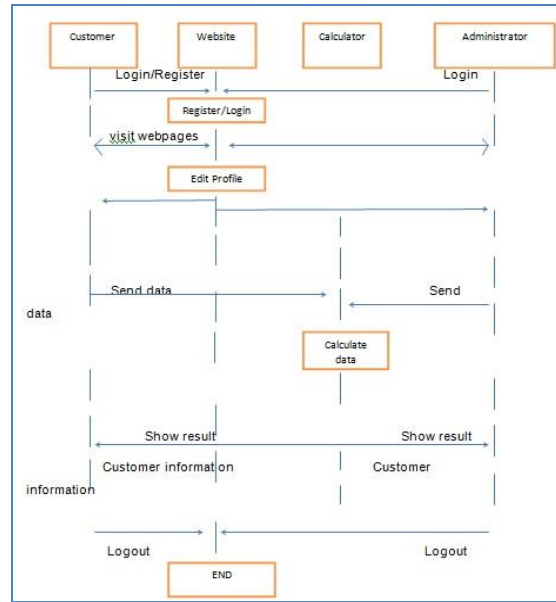 Customer Website Calculator Administrator
Login/Register Login
Register/Login
visit webpages
Edit Profile
Send data Send
data
Calculate
data
Show result Show result
Customer information Customer
information
Logout Logout
END